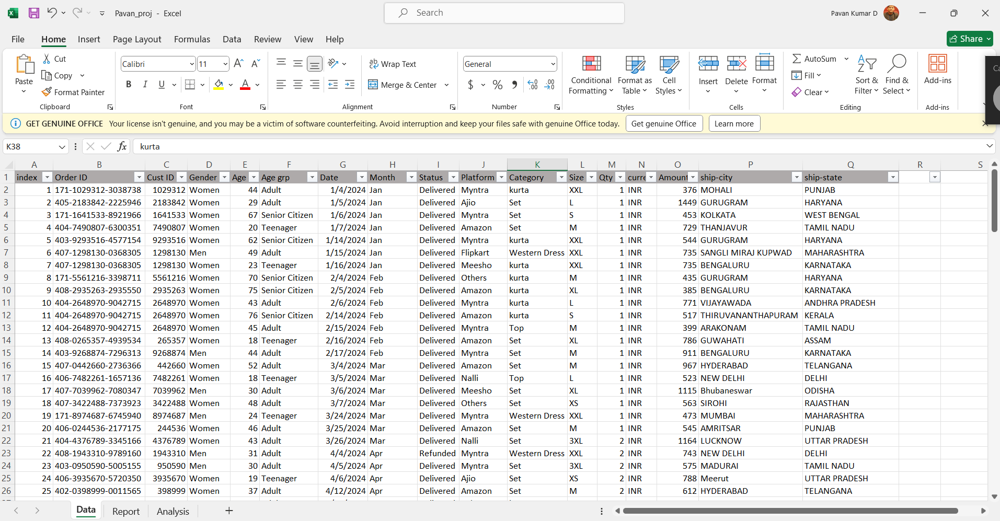 Pavan_proj - Excel
Search
Pavan Kumar D
File Home Insert Page Layout Formulas Data Review View Help
Share
Paste
Cut
Copy
Format Painter
Clipboard
Calibri 11
B I U
Font
Wrap Text
Merge & Center
Alignment
General
$ % 9
Number
Conditional Formatting
Format as Table
Cell Styles
Styles
Insert Delete Format
Cells
AutoSum
Fill
Clear
Sort & Filter
Find & Select
Editing
Add-ins
Add-ins
GET GENUINE OFFICE Your license isn't genuine, and you may be a victim of software counterfeiting. Avoid interruption and keep your files safe with genuine Office today. Get genuine Office Learn more
K38 fx kurta
A B C D E F G H I J K L M N O P Q R S
1 index Order ID Cust ID Gender Age Age grp Date Month Status Platform Category Size Qty curre Amount ship-city ship-state
2 1 171-1029312-3038738 1029312 Women 44 Adult 1/4/2024 Jan Delivered Myntra kurta XXL 1 INR 376 MOHALI PUNJAB
3 2 405-2183842-2225946 2183842 Women 29 Adult 1/5/2024 Jan Delivered Ajio Set L 1 INR 1449 GURUGRAM HARYANA
4 3 171-1641533-8921966 1641533 Women 67 Senior Citizen 1/6/2024 Jan Delivered Myntra Set S 1 INR 453 KOLKATA WEST BENGAL
5 4 404-7490807-6300351 7490807 Women 20 Teenager 1/7/2024 Jan Delivered Amazon Set M 1 INR 729 THANJAVUR TAMIL NADU
6 5 403-9293516-4577154 9293516 Women 62 Senior Citizen 1/14/2024 Jan Delivered Myntra kurta XXL 1 INR 544 GURUGRAM HARYANA
7 6 407-1298130-0368305 1298130 Men 49 Adult 1/15/2024 Jan Delivered Flipkart Western Dress XXL 1 INR 735 SANGLI MIRAJ KUPWAD MAHARASHTRA
8 7 407-1298130-0368305 1298130 Women 23 Teenager 1/16/2024 Jan Delivered Meesho kurta XXL 1 INR 735 BENGALURU KARNATAKA
9 8 171-5561216-3398711 5561216 Women 70 Senior Citizen 2/4/2024 Feb Delivered Others kurta M 1 INR 435 GURUGRAM HARYANA
10 9 408-2935263-2935550 2935263 Women 75 Senior Citizen 2/5/2024 Feb Delivered Amazon kurta XL 1 INR 385 BENGALURU KARNATAKA
11 10 404-2648970-9042715 2648970 Women 43 Adult 2/6/2024 Feb Delivered Myntra kurta L 1 INR 771 VIJAYAWADA ANDHRA PRADESH
12 11 404-2648970-9042715 2648970 Women 76 Senior Citizen 2/14/2024 Feb Delivered Amazon kurta S 1 INR 517 THIRUVANANTHAPURAM KERALA
13 12 404-2648970-9042715 2648970 Women 45 Adult 2/15/2024 Feb Delivered Myntra Top M 1 INR 399 ARAKONAM TAMIL NADU
14 13 408-0265357-4939534 265357 Women 18 Teenager 2/16/2024 Feb Delivered Amazon Set XL 1 INR 786 GUWAHATI ASSAM
15 14 403-9268874-7296313 9268874 Men 44 Adult 2/17/2024 Feb Delivered Myntra Set M 1 INR 911 BENGALURU KARNATAKA
16 15 407-0442660-2736366 442660 Women 52 Adult 3/4/2024 Mar Delivered Amazon Set M 1 INR 967 HYDERABAD TELANGANA
17 16 406-7482261-1657136 7482261 Women 18 Teenager 3/5/2024 Mar Delivered Nalli Top L 1 INR 523 NEW DELHI DELHI
18 17 407-7039962-7080347 7039962 Men 30 Adult 3/6/2024 Mar Delivered Meesho Set XL 1 INR 1115 Bhubaneswar ODISHA
19 18 407-3422488-7373923 3422488 Women 48 Adult 3/7/2024 Mar Delivered Others Set XS 1 INR 563 SIROHI RAJASTHAN
20 19 171-8974687-6745940 8974687 Men 24 Teenager 3/24/2024 Mar Delivered Myntra Western Dress XXL 1 INR 473 MUMBAI MAHARASHTRA
21 20 406-0244536-2177175 244536 Women 46 Adult 3/25/2024 Mar Delivered Amazon Set M 1 INR 545 AMRITSAR PUNJAB
22 21 404-4376789-3345166 4376789 Women 43 Adult 3/26/2024 Mar Delivered Nalli Set 3XL 2 INR 1164 LUCKNOW UTTAR PRADESH
23 22 408-1943310-9789160 1943310 Men 31 Adult 4/4/2024 Apr Refunded Myntra Western Dress XXL 2 INR 743 NEW DELHI DELHI
24 23 403-0950590-5005155 950590 Men 30 Adult 4/5/2024 Apr Delivered Myntra Set 3XL 2 INR 575 MADURAI TAMIL NADU
25 24 406-3935670-5720350 3935670 Women 19 Teenager 4/6/2024 Apr Delivered Ajio Set XS 2 INR 788 Meerut UTTAR PRADESH
26 25 402-0398999-0011565 398999 Women 37 Adult 4/12/2024 Apr Delivered Amazon Set M 2 INR 612 HYDERABAD TELANGANA
Data Report Analysis